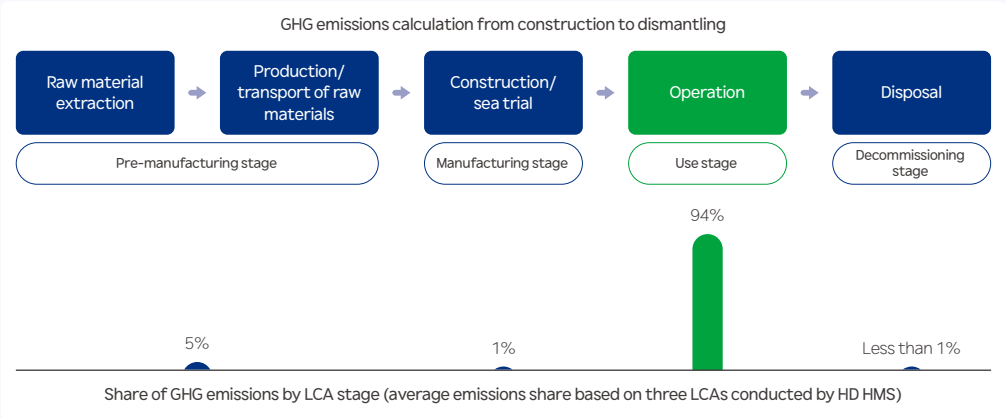 GHG emissions calculation from construction to dismantling
Raw material
extraction
Production/
transport of raw
materials
Construction/
sea trial
Operation
Disposal
Pre-manufacturing stage
Manufacturing stage
Use stage
Decommissioning
stage
5%
1%
94%
Less than 1%
Share of GHG emissions by LCA stage (average emissions share based on three LCAs conducted by HD HMS)